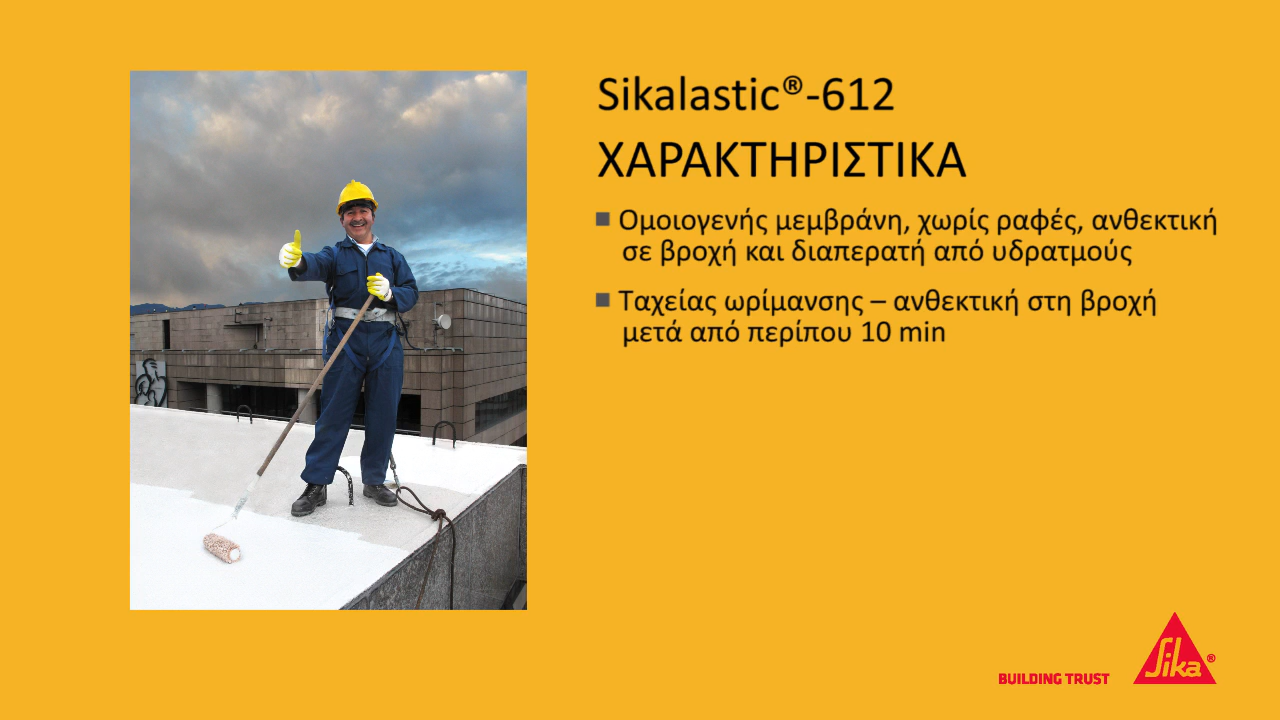 Sikalastic®-612
ΧΑΡΑΚΤΗΡΙΣΤΙΚΑ
Ομοιογενής μεμβράνη, χωρίς ραφές, ανθεκτική
σε βροχή και διαπερατή από υδρατμούς
Ταχείας ωρίμανσης – ανθεκτική στη βροχή
μετά από περίπου 10 min
BUILDING TRUST
Sika®